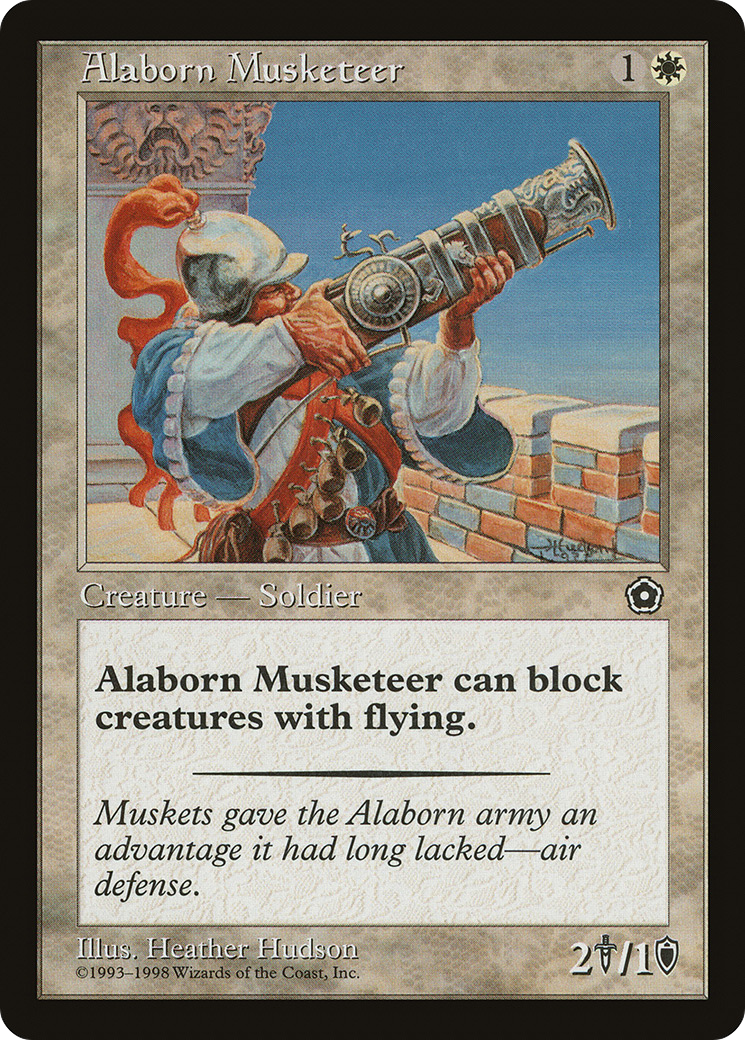 Alaborn Musketeer 1
Creature — Soldier
Alaborn Musketeer can block
creatures with flying.
Muskets gave the Alaborn army an
advantage it had long lacked—air
defense.
Illus. Heather Hudson
©1993–1998 Wizards of the Coast, Inc.
2/1